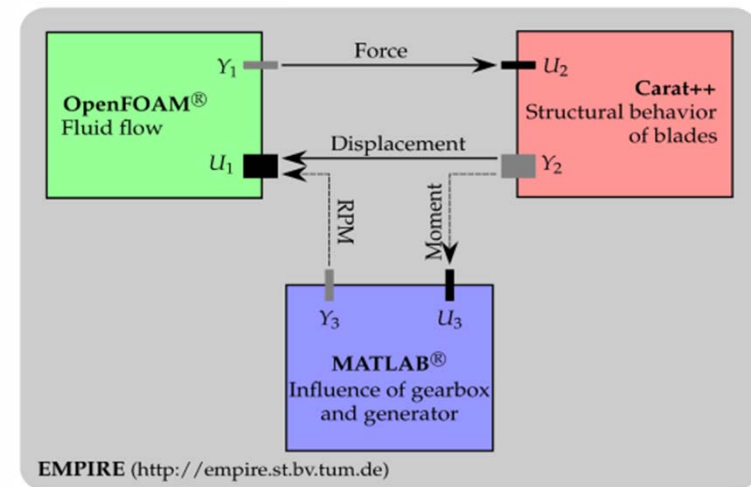 Force
Y₁
U₂
OpenFOAM®
Fluid flow
Carat++
Structural behavior
of blades
Displacement
U₁
Y₂
RPM
Moment
Y₃
U₃
MATLAB®
Influence of gearbox
and generator
EMPIRE (http://empire.st.bv.tum.de)